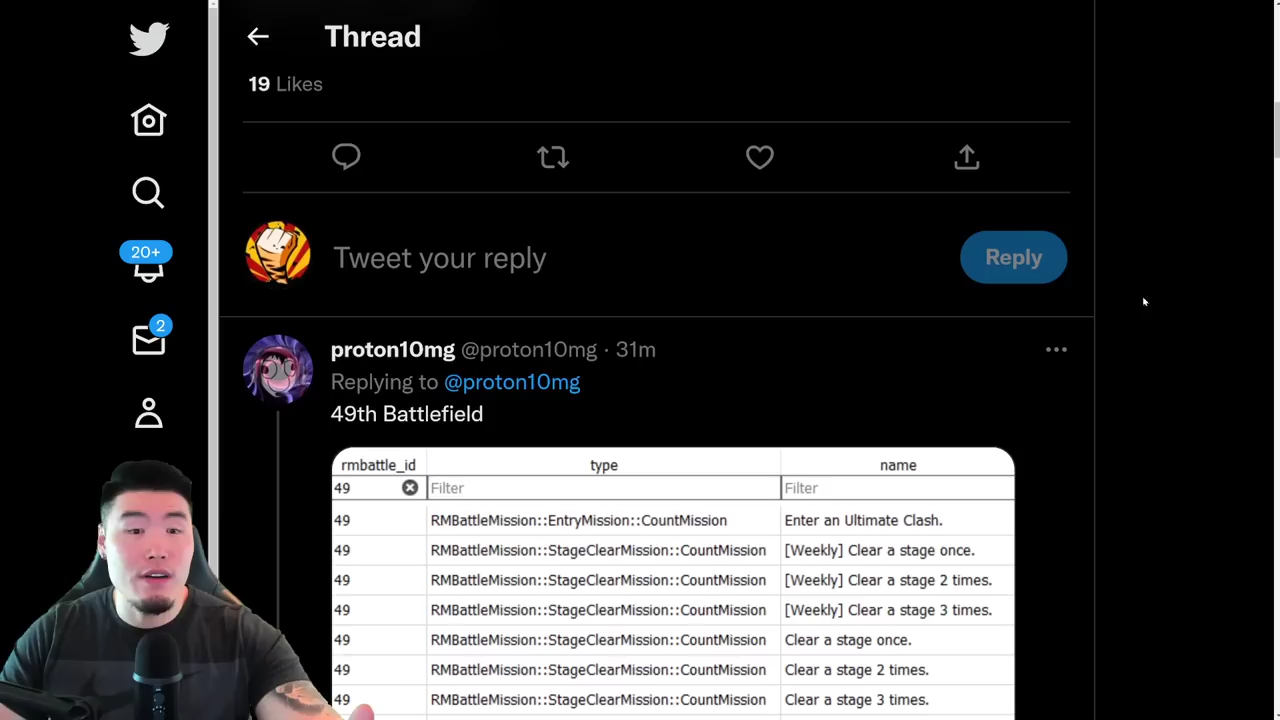 Thread
19 Likes
20+
2
Tweet your reply
Reply
proton10mg @proton10mg · 31m
Replying to @proton10mg
49th Battlefield
rmbattle_id type name
49 Filter Filter
49 RMBattleMission::EntryMission::CountMission Enter an Ultimate Clash.
49 RMBattleMission::StageClearMission::CountMission [Weekly] Clear a stage once.
49 RMBattleMission::StageClearMission::CountMission [Weekly] Clear a stage 2 times.
49 RMBattleMission::StageClearMission::CountMission [Weekly] Clear a stage 3 times.
49 RMBattleMission::StageClearMission::CountMission Clear a stage once.
49 RMBattleMission::StageClearMission::CountMission Clear a stage 2 times.
49 RMBattleMission::StageClearMission::CountMission Clear a stage 3 times.